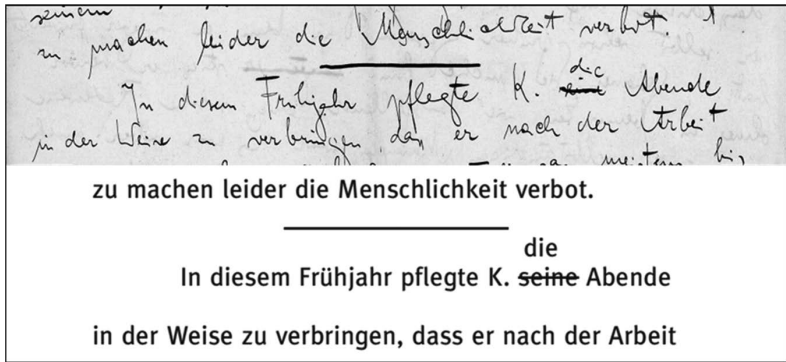 seinem
zu machen leider die Menschlichkeit verbot.
die
In diesem Frühjahr pflegte K. seine Abende
in der Weise zu verbringen, dass er nach der Arbeit
zu machen leider die Menschlichkeit verbot.
die
In diesem Frühjahr pflegte K. seine Abende
in der Weise zu verbringen, dass er nach der Arbeit